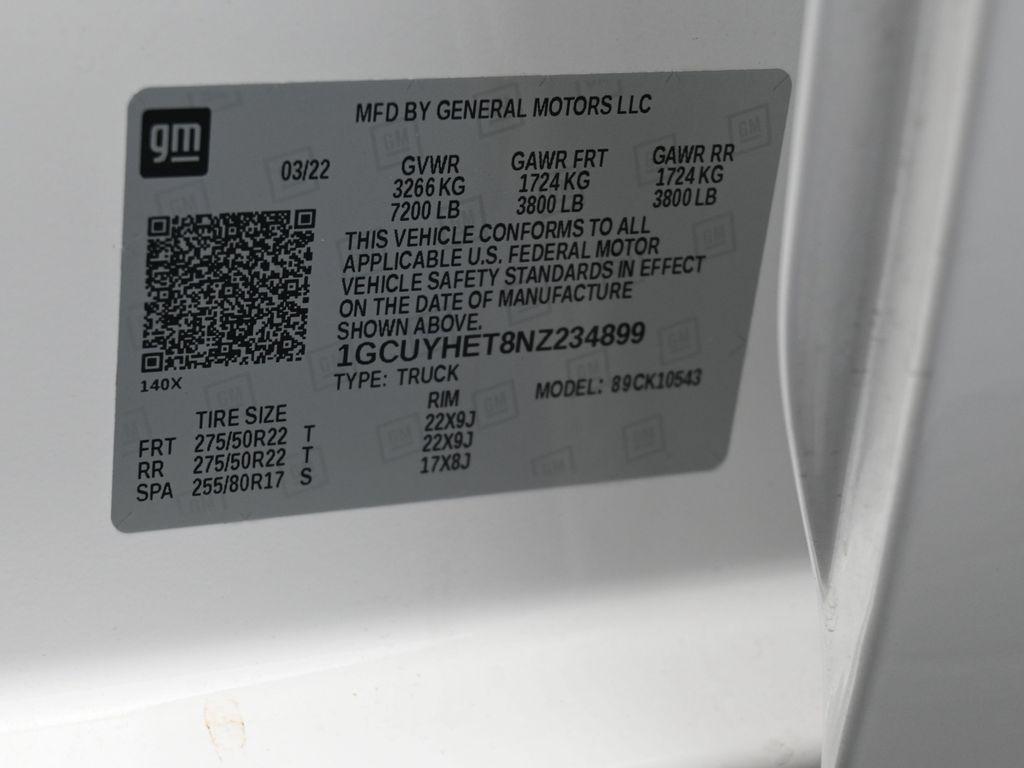 gm
MFD BY GENERAL MOTORS LLC
03/22
GVWR GAWR FRT GAWR RR
3266 KG 1724 KG 1724 KG
7200 LB 3800 LB 3800 LB
THIS VEHICLE CONFORMS TO ALL
APPLICABLE U.S. FEDERAL MOTOR
VEHICLE SAFETY STANDARDS IN EFFECT
ON THE DATE OF MANUFACTURE
SHOWN ABOVE.
1GCUYHET8NZ234899
140X
TYPE: TRUCK MODEL: 89CK10543
TIRE SIZE RIM
FRT 275/50R22 T 22X9J
RR 275/50R22 T 22X9J
SPA 255/80R17 S 17X8J